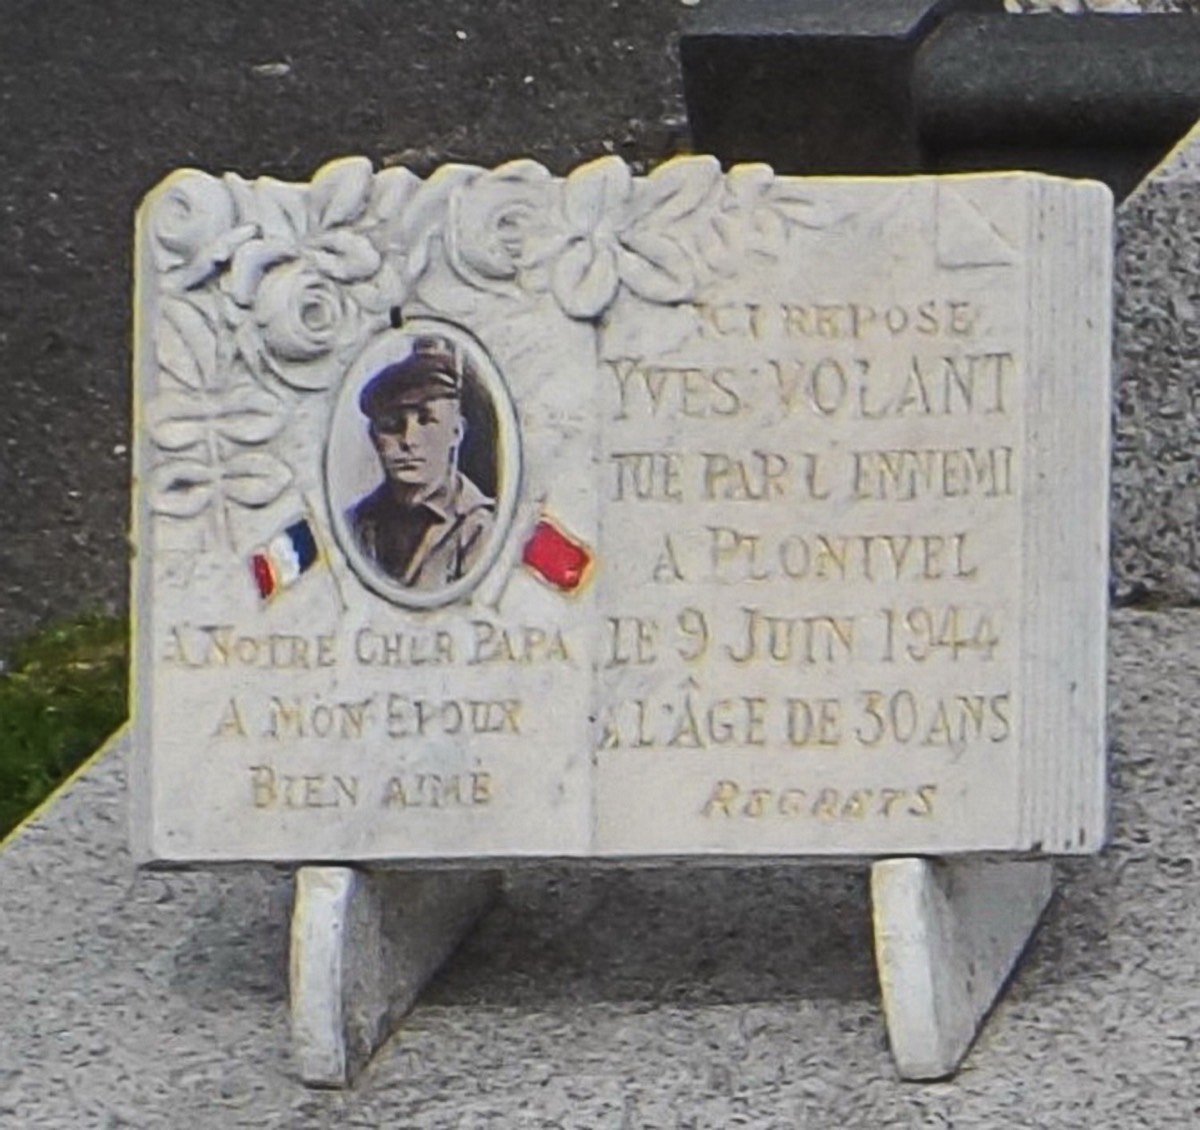 A NOTRE CHER PAPA
A MON EPOUX
BIEN AIMÉ
ICI REPOSE
YVES VOLANT
TUE PAR L ENNEMI
A PLONIVEL
LE 9 JUIN 1944
A L'ÂGE DE 30 ANS
REGRETS